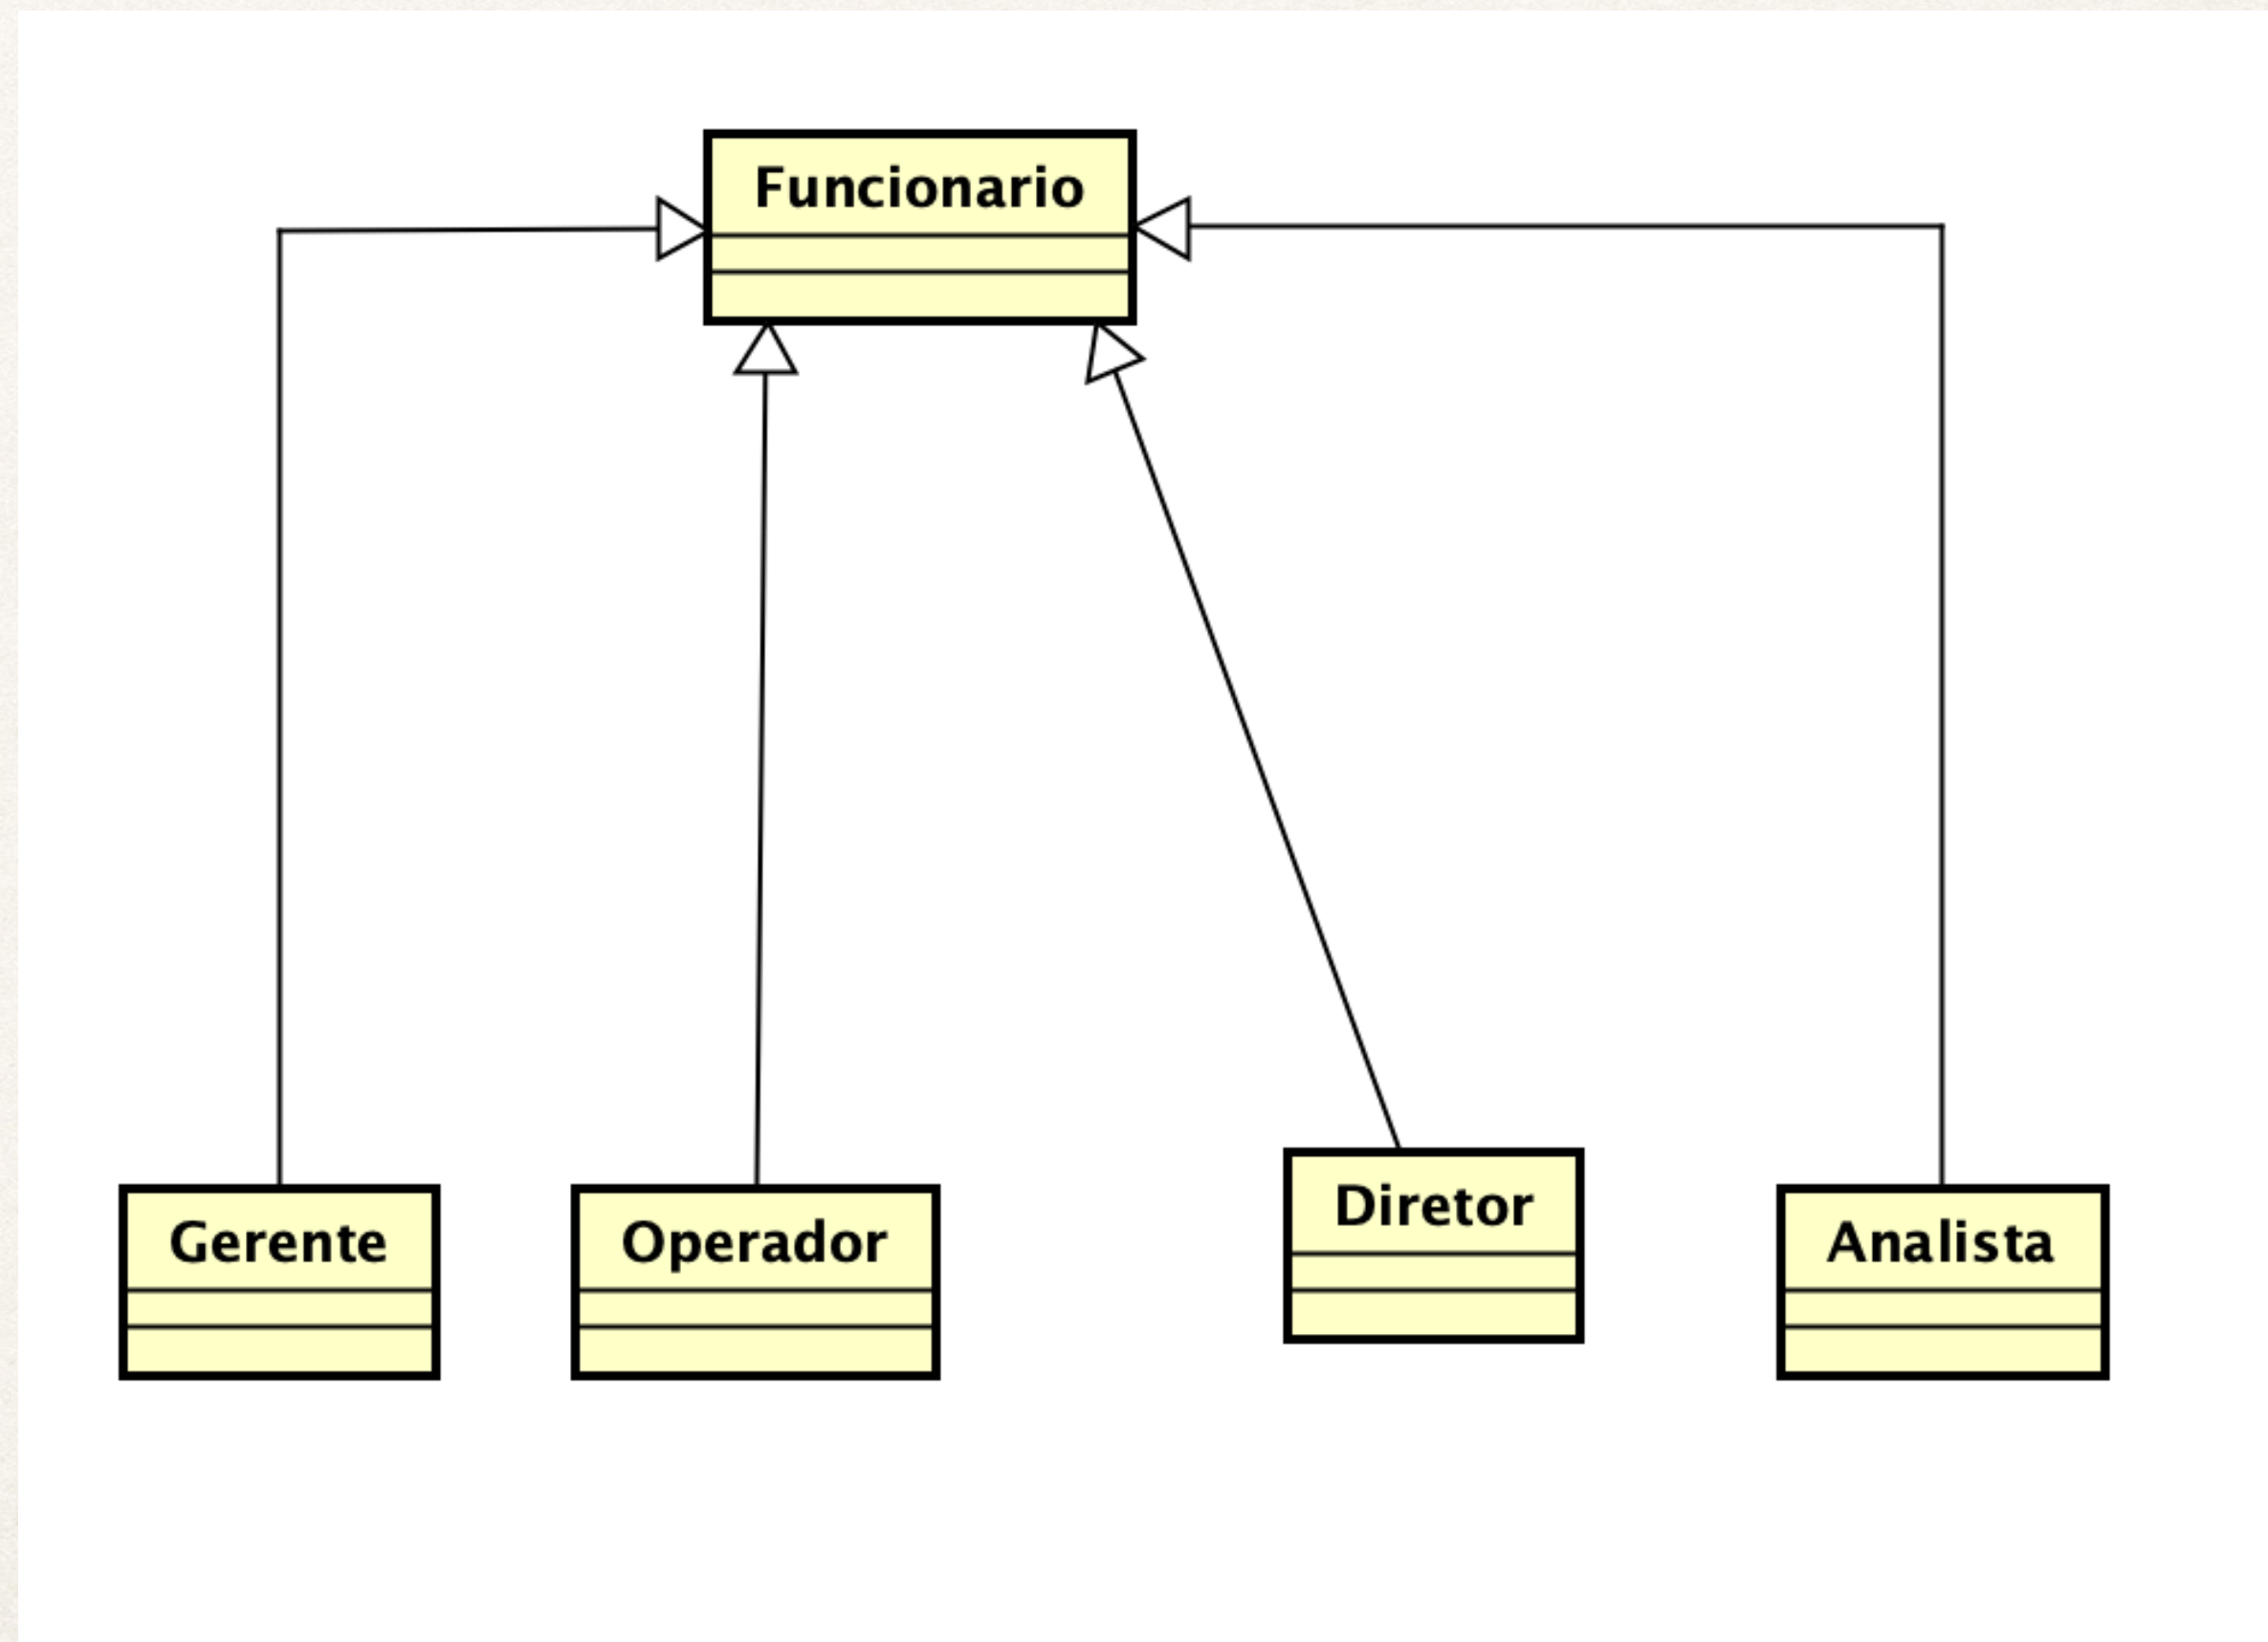 Funcionario
Gerente
Operador
Diretor
Analista